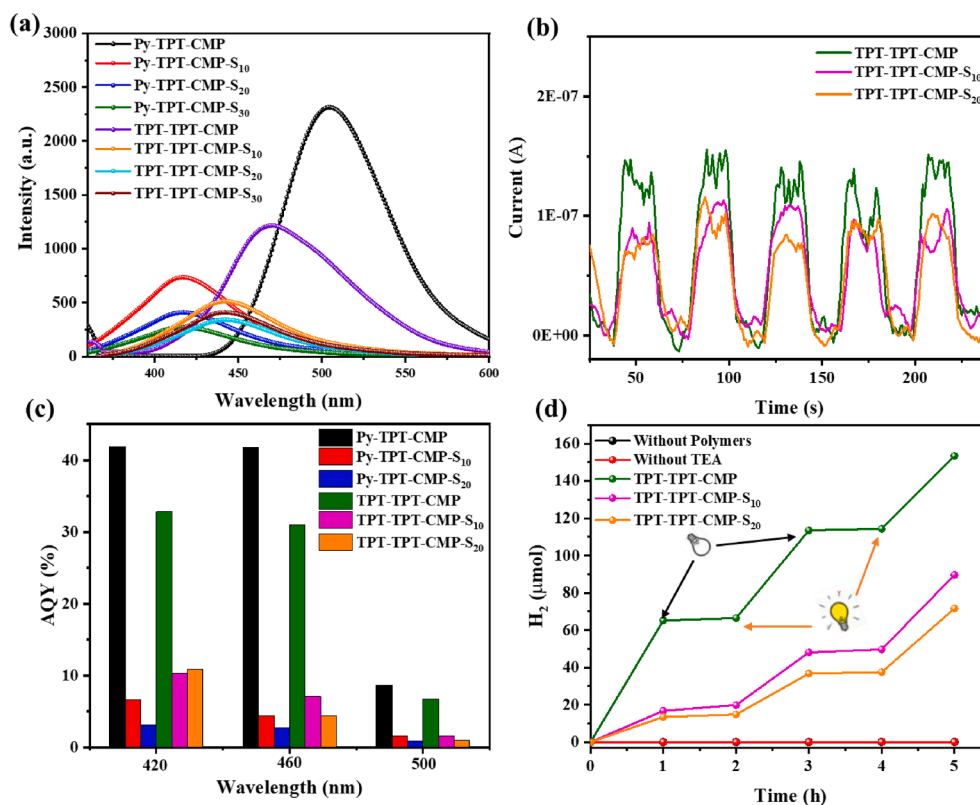 (a)
Py-TPT-CMP
Py-TPT-CMP-S₁₀
Py-TPT-CMP-S₂₀
Py-TPT-CMP-S₃₀
TPT-TPT-CMP
TPT-TPT-CMP-S₁₀
TPT-TPT-CMP-S₂₀
TPT-TPT-CMP-S₃₀
3000
2500
2000
1500
1000
500
0
Intensity (a.u.)
400
450
500
550
600
Wavelength (nm)
(b)
TPT-TPT-CMP
TPT-TPT-CMP-S₁₀
TPT-TPT-CMP-S₂₀
2E-07
1E-07
0E+00
Current (A)
50
100
150
200
Time (s)
(c)
Py-TPT-CMP
Py-TPT-CMP-S₁₀
Py-TPT-CMP-S₂₀
TPT-TPT-CMP
TPT-TPT-CMP-S₁₀
TPT-TPT-CMP-S₂₀
40
30
20
10
0
AQY (%)
420
460
500
Wavelength (nm)
(d)
Without Polymers
Without TEA
TPT-TPT-CMP
TPT-TPT-CMP-S₁₀
TPT-TPT-CMP-S₂₀
160
140
120
100
80
60
40
20
0
H₂ (μmol)
0
1
2
3
4
5
Time (h)